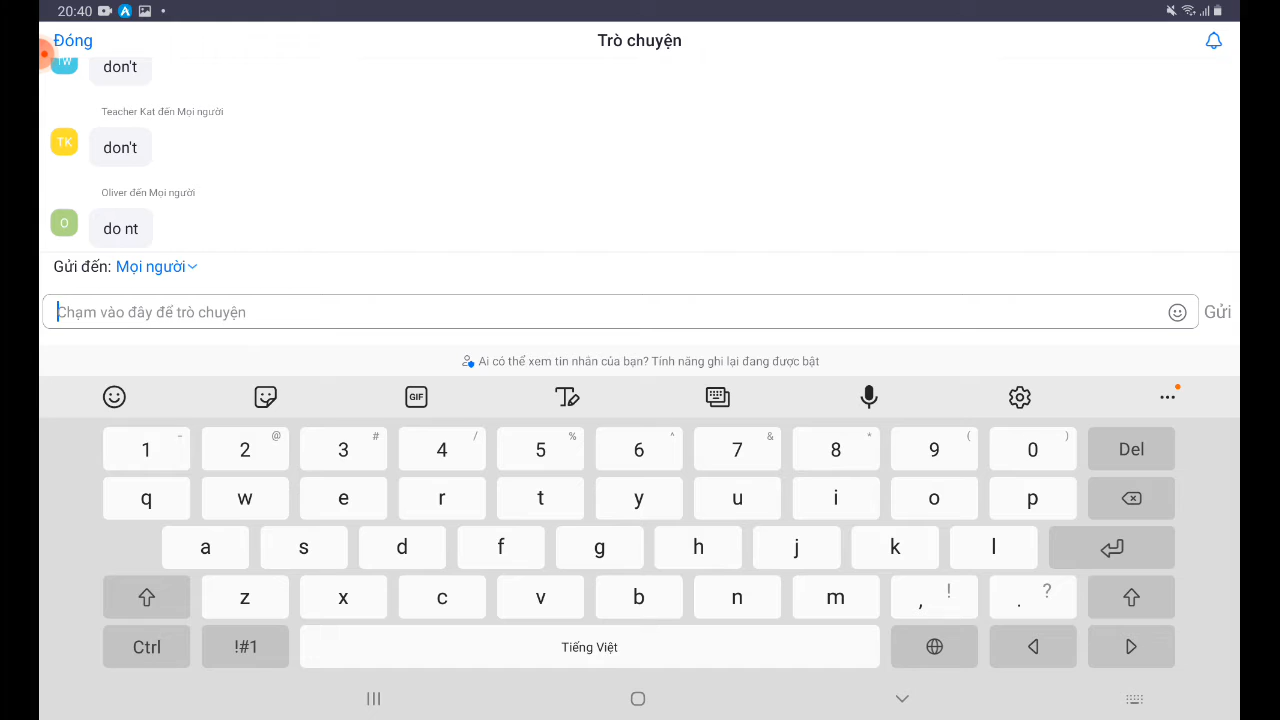 20:40
Đóng
Trò chuyện
TW
don't
Teacher Kat đến Mọi người
TK
don't
Oliver đến Mọi người
O
do nt
Gửi đến: Mọi người
Chạm vào đây để trò chuyện
Gửi
Ai có thể xem tin nhắn của bạn? Tính năng ghi lại đang được bật
GIF
1 - 2 @ 3 # 4 / 5 % 6 ^ 7 & 8 * 9 ( 0 ) Del
q w e r t y u i o p
a s d f g h j k l
z x c v b n m , ! . ?
Ctrl !#1 Tiếng Việt